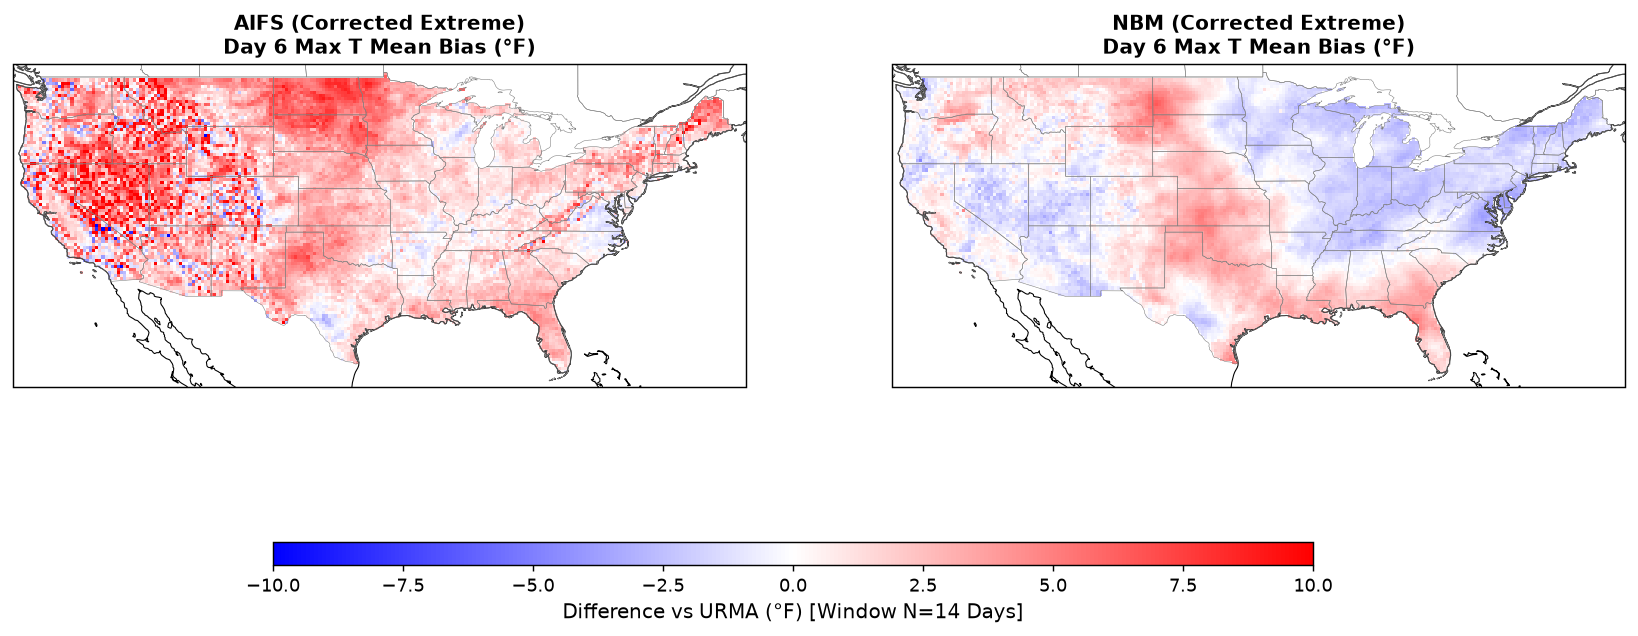 AIFS (Corrected Extreme)
Day 6 Max T Mean Bias (°F)
NBM (Corrected Extreme)
Day 6 Max T Mean Bias (°F)
−10.0 −7.5 −5.0 −2.5 0.0 2.5 5.0 7.5 10.0
Difference vs URMA (°F) [Window N=14 Days]